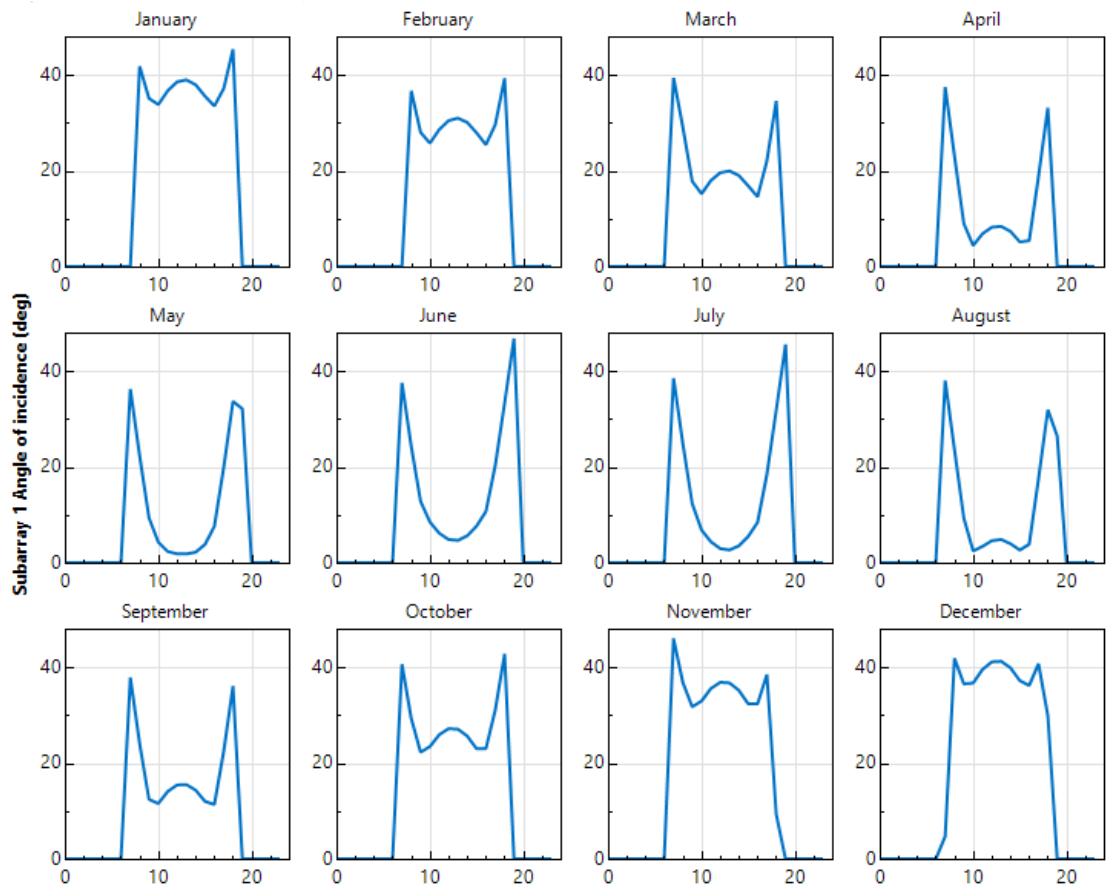 January February March April
40 40 40 40
20 20 20 20
0 0 0 0
0 10 20 0 10 20 0 10 20 0 10 20
Subarray 1 Angle of incidence (deg)
May June July August
40 40 40 40
20 20 20 20
0 0 0 0
0 10 20 0 10 20 0 10 20 0 10 20
September October November December
40 40 40 40
20 20 20 20
0 0 0 0
0 10 20 0 10 20 0 10 20 0 10 20